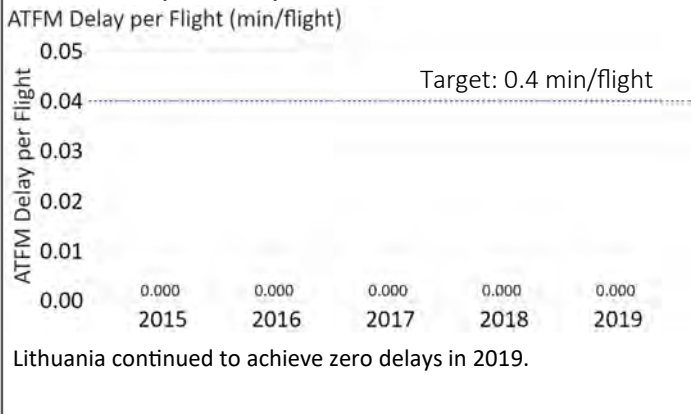 ATFM Delay per Flight (min/flight)
0.05
Target: 0.4 min/flight
0.04
0.03
0.02
0.01
0.00
ATFM Delay per Flight
0.000 0.000 0.000 0.000 0.000
2015 2016 2017 2018 2019
Lithuania continued to achieve zero delays in 2019.